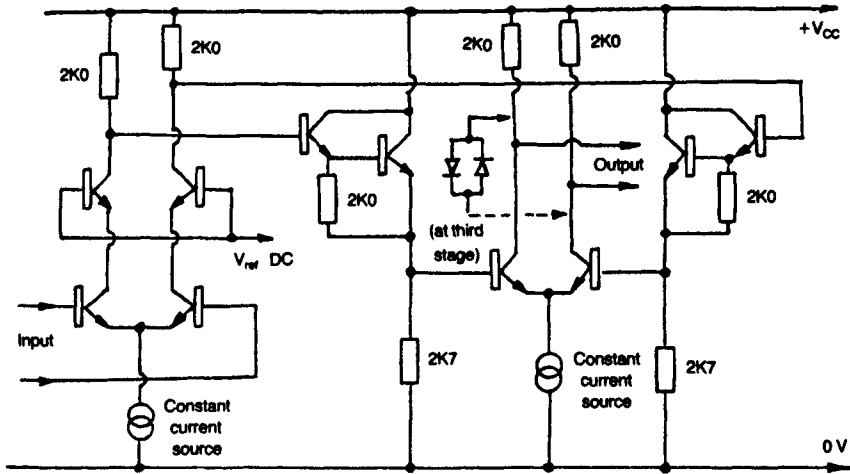 +VCC
2K0
2K0
2K0
2K0
2K0
Output
2K0
(at third
stage)
Vref DC
Input
Constant
current
source
2K7
Constant
current
source
2K7
0 V